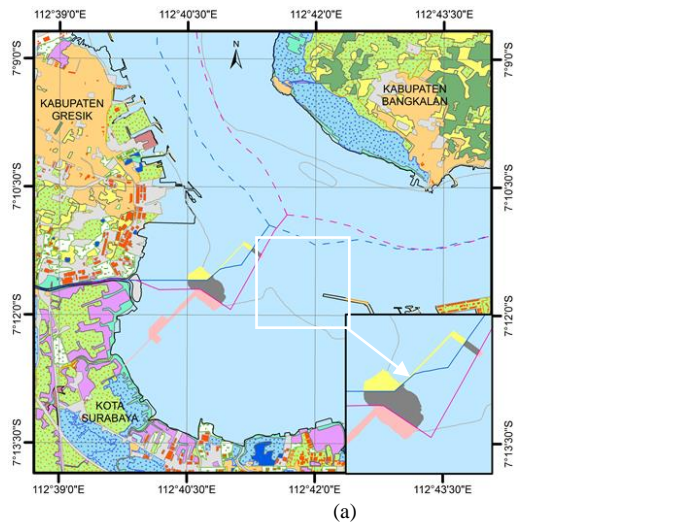 112°39'0"E 112°40'30"E 112°42'0"E 112°43'30"E
N
7°9'0"S 7°9'0"S
KABUPATEN
GRESIK
KABUPATEN
BANGKALAN
7°10'30"S 7°10'30"S
7°12'0"S 7°12'0"S
KOTA
SURABAYA
7°13'30"S 7°13'30"S
112°39'0"E 112°40'30"E 112°42'0"E 112°43'30"E
(a)